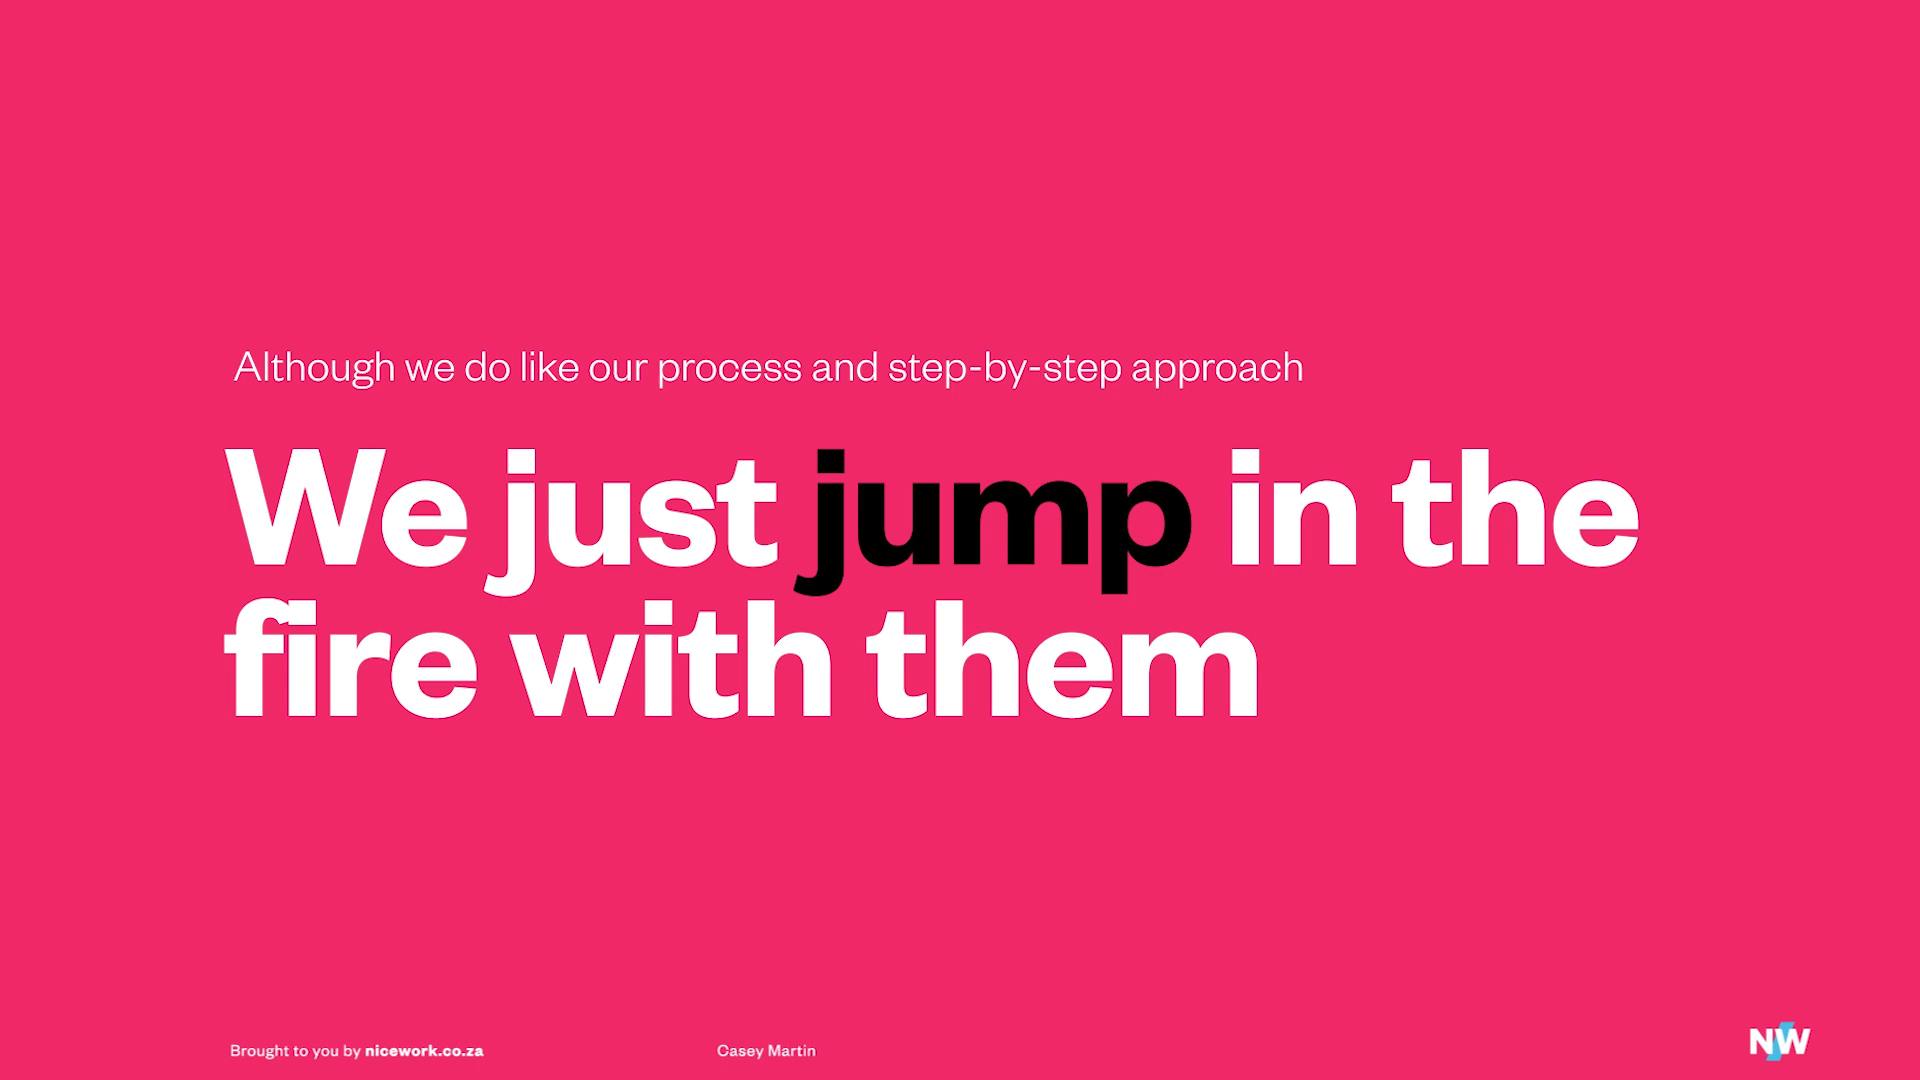 Although we do like our process and step-by-step approach
We just jump in the
fire with them
Brought to you by nicework.co.za
Casey Martin
NW